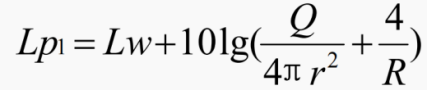 Lp₁ = Lw+10lg(Q/4πr² + 4/R)